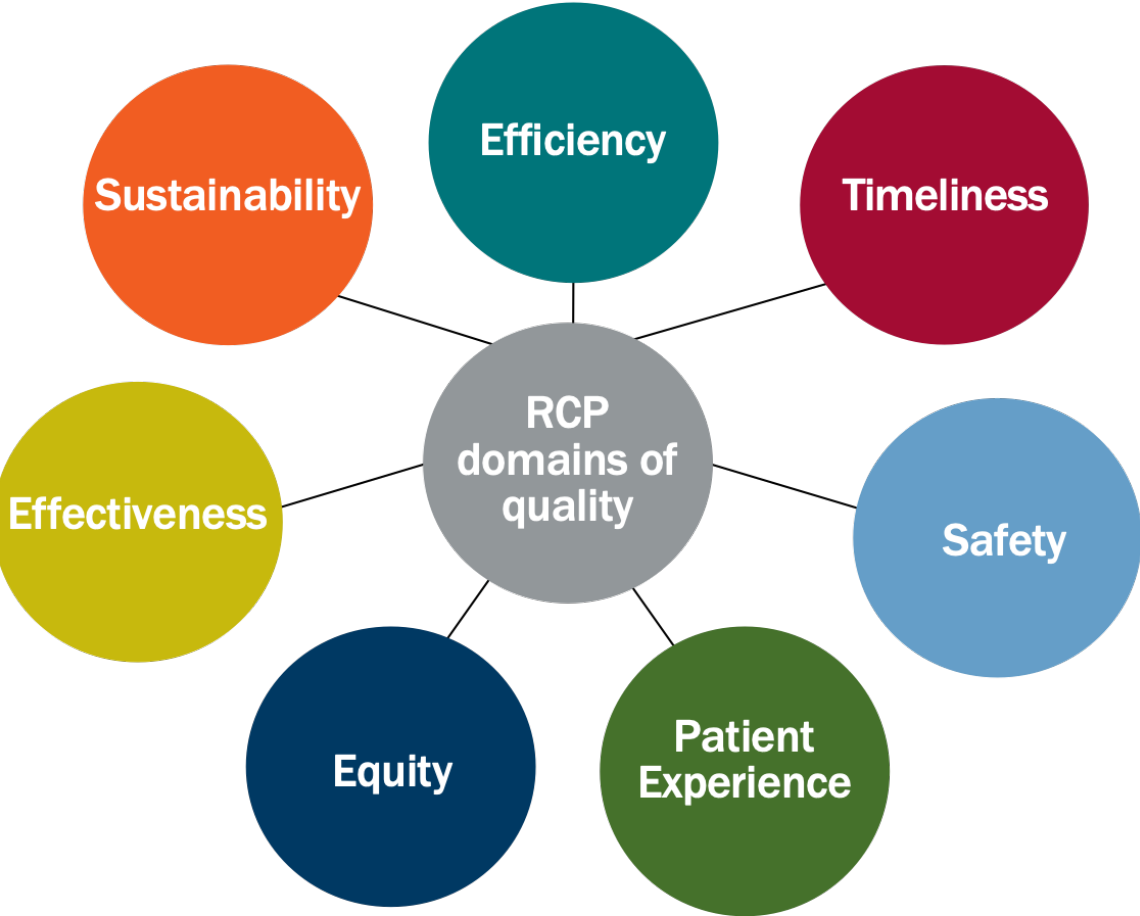 Efficiency
Sustainability
Timeliness
RCP
domains of
quality
Effectiveness
Safety
Patient
Experience
Equity